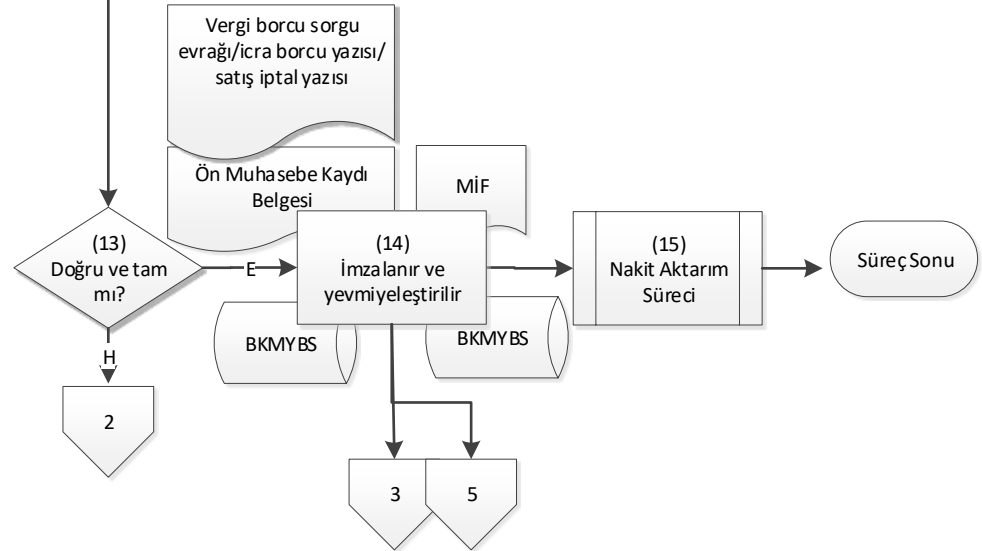 Vergi borcu sorgu
evrağı/icra borcu yazısı/
satış iptal yazısı
Ön Muhasebe Kaydı
Belgesi
MİF
(13)
Doğru ve tam
mı?
E
(14)
İmzalanır ve
yevmiyeleştirilir
(15)
Nakit Aktarım
Süreci
Süreç Sonu
H
BKMYBS
BKMYBS
2
3
5